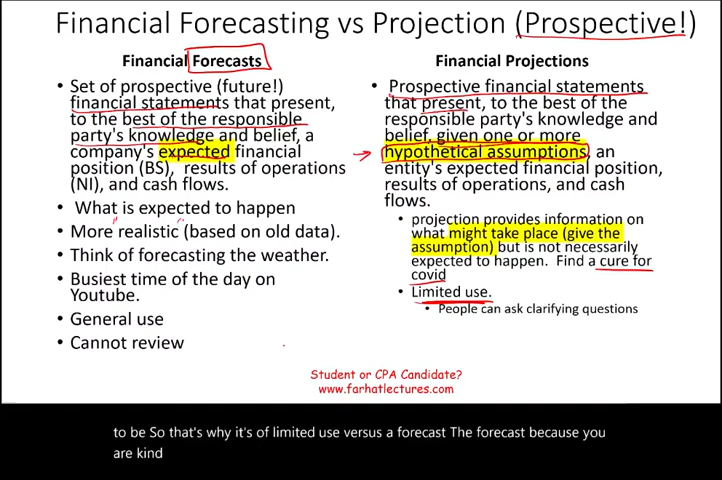 Financial Forecasting vs Projection (Prospective!)
Financial Forecasts
• Set of prospective (future!)
financial statements that present,
to the best of the responsible
party's knowledge and belief, a
company's expected financial
position (BS), results of operations
(NI), and cash flows.
• What is expected to happen
• More realistic (based on old data).
• Think of forecasting the weather.
• Busiest time of the day on
Youtube.
• General use
• Cannot review
Financial Projections
• Prospective financial statements
that present, to the best of the
responsible party's knowledge and
belief, given one or more
hypothetical assumptions, an
entity's expected financial position,
results of operations, and cash
flows.
• projection provides information on
what might take place (give the
assumption) but is not necessarily
expected to happen. Find a cure for
covid
• Limited use.
• People can ask clarifying questions
Student or CPA Candidate?
www.farhatlectures.com
to be So that's why it's of limited use versus a forecast The forecast because you
are kind